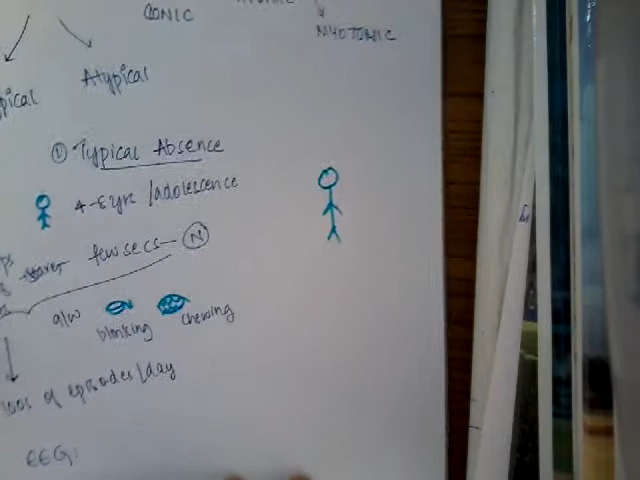 CONIC
MYOTONIC
pical
Atypical
① Typical Absence
4-8yrs /adolescence
few secs — N
a/w
blinking
chewing
100s of episodes/day
EEG: